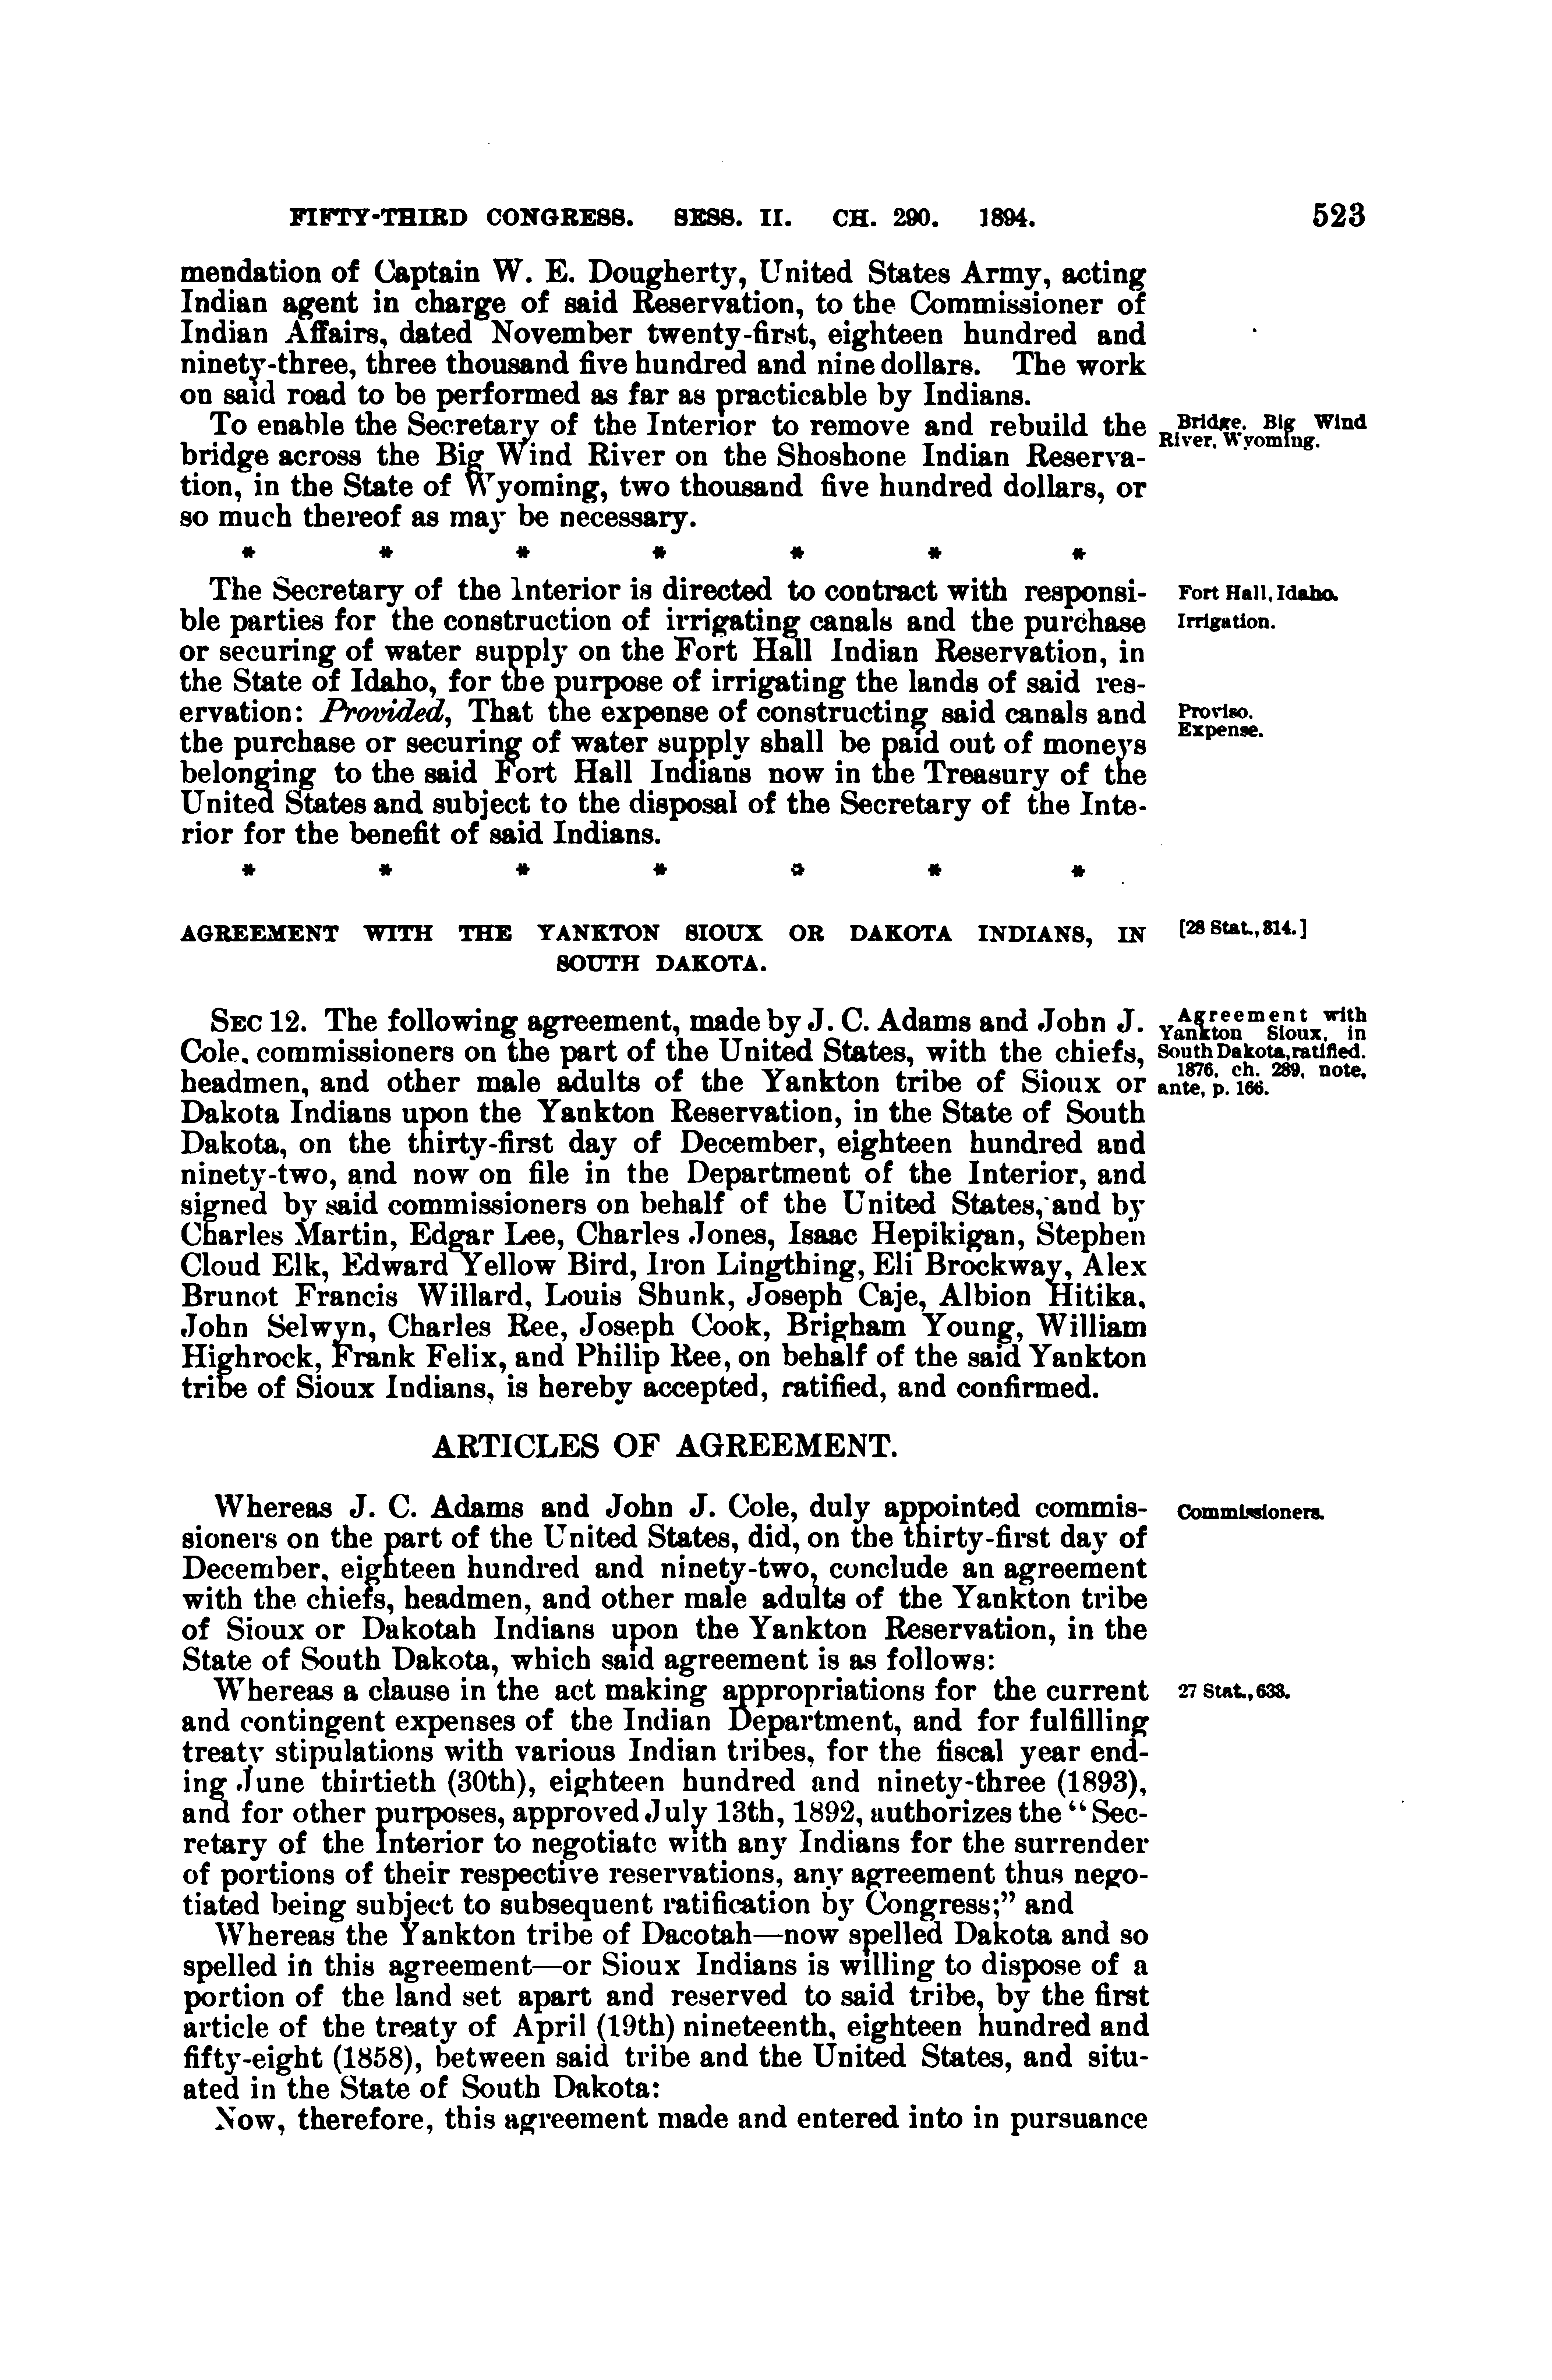 FIFTY-THIRD CONGRESS. SESS. II. CH. 290. 1894. 523
mendation of Captain W. E. Dougherty, United States Army, acting
Indian agent in charge of said Reservation, to the Commissioner of
Indian Affairs, dated November twenty-first, eighteen hundred and
ninety-three, three thousand five hundred and nine dollars. The work
on said road to be performed as far as practicable by Indians.
To enable the Secretary of the Interior to remove and rebuild the
bridge across the Big Wind River on the Shoshone Indian Reserva-
tion, in the State of Wyoming, two thousand five hundred dollars, or
so much thereof as may be necessary.
Bridge, Big Wind
River, Wyoming.
* * * * * * *
The Secretary of the Interior is directed to contract with responsi-
ble parties for the construction of irrigating canals and the purchase
or securing of water supply on the Fort Hall Indian Reservation, in
the State of Idaho, for the purpose of irrigating the lands of said res-
ervation: Provided, That the expense of constructing said canals and
the purchase or securing of water supply shall be paid out of moneys
belonging to the said Fort Hall Indians now in the Treasury of the
United States and subject to the disposal of the Secretary of the Inte-
rior for the benefit of said Indians.
Fort Hall, Idaho.
Irrigation.
Proviso.
Expense.
* * * * * * *
AGREEMENT WITH THE YANKTON SIOUX OR DAKOTA INDIANS, IN
SOUTH DAKOTA.
[28 Stat., 814.]
SEC 12. The following agreement, made by J. C. Adams and John J.
Cole, commissioners on the part of the United States, with the chiefs,
headmen, and other male adults of the Yankton tribe of Sioux or
Dakota Indians upon the Yankton Reservation, in the State of South
Dakota, on the thirty-first day of December, eighteen hundred and
ninety-two, and now on file in the Department of the Interior, and
signed by said commissioners on behalf of the United States, and by
Charles Martin, Edgar Lee, Charles Jones, Isaac Hepikigan, Stephen
Cloud Elk, Edward Yellow Bird, Iron Lingthing, Eli Brockway, Alex
Brunot Francis Willard, Louis Shunk, Joseph Caje, Albion Hitika,
John Selwyn, Charles Ree, Joseph Cook, Brigham Young, William
Highrock, Frank Felix, and Philip Ree, on behalf of the said Yankton
tribe of Sioux Indians, is hereby accepted, ratified, and confirmed.
Agreement with
Yankton Sioux, in
South Dakota, ratified.
1876, ch. 289, note,
ante, p. 166.
ARTICLES OF AGREEMENT.
Whereas J. C. Adams and John J. Cole, duly appointed commis-
sioners on the part of the United States, did, on the thirty-first day of
December, eighteen hundred and ninety-two, conclude an agreement
with the chiefs, headmen, and other male adults of the Yankton tribe
of Sioux or Dakotah Indians upon the Yankton Reservation, in the
State of South Dakota, which said agreement is as follows:
Commissioners.
Whereas a clause in the act making appropriations for the current
and contingent expenses of the Indian Department, and for fulfilling
treaty stipulations with various Indian tribes, for the fiscal year end-
ing June thirtieth (30th), eighteen hundred and ninety-three (1893),
and for other purposes, approved July 13th, 1892, authorizes the "Sec-
retary of the Interior to negotiate with any Indians for the surrender
of portions of their respective reservations, any agreement thus nego-
tiated being subject to subsequent ratification by Congress;" and
27 Stat., 633.
Whereas the Yankton tribe of Dacotah—now spelled Dakota and so
spelled in this agreement—or Sioux Indians is willing to dispose of a
portion of the land set apart and reserved to said tribe, by the first
article of the treaty of April (19th) nineteenth, eighteen hundred and
fifty-eight (1858), between said tribe and the United States, and situ-
ated in the State of South Dakota:
Now, therefore, this agreement made and entered into in pursuance